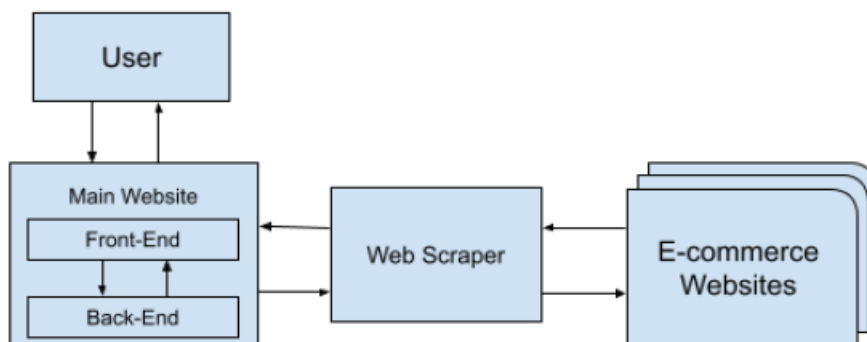 User
Main Website
Front-End
Back-End
Web Scraper
E-commerce
Websites